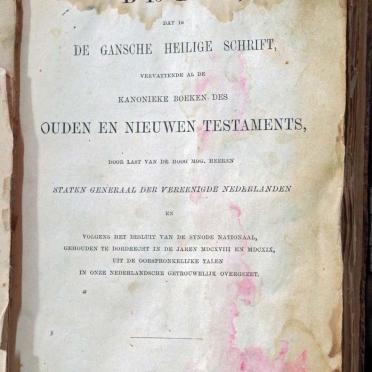 DAT IS
DE GANSCHE HEILIGE SCHRIFT,
VERVATTENDE AL DE
KANONIEKE BOEKEN DES
OUDEN EN NIEUWEN TESTAMENTS,
DOOR LAST VAN DE HOOG MOG. HEEREN
STATEN GENERAAL DER VEREENIGDE NEDERLANDEN
EN
VOLGENS HET BESLUIT VAN DE SYNODE NATIONAAL,
GEHOUDEN TE DORDRECHT IN DE JAREN MDCXVIII EN MDCXIX,
UIT DE OORSPRONKELIJKE TALEN
IN ONZE NEDERLANDSCHE GETROUWELIJK OVERGEZET.